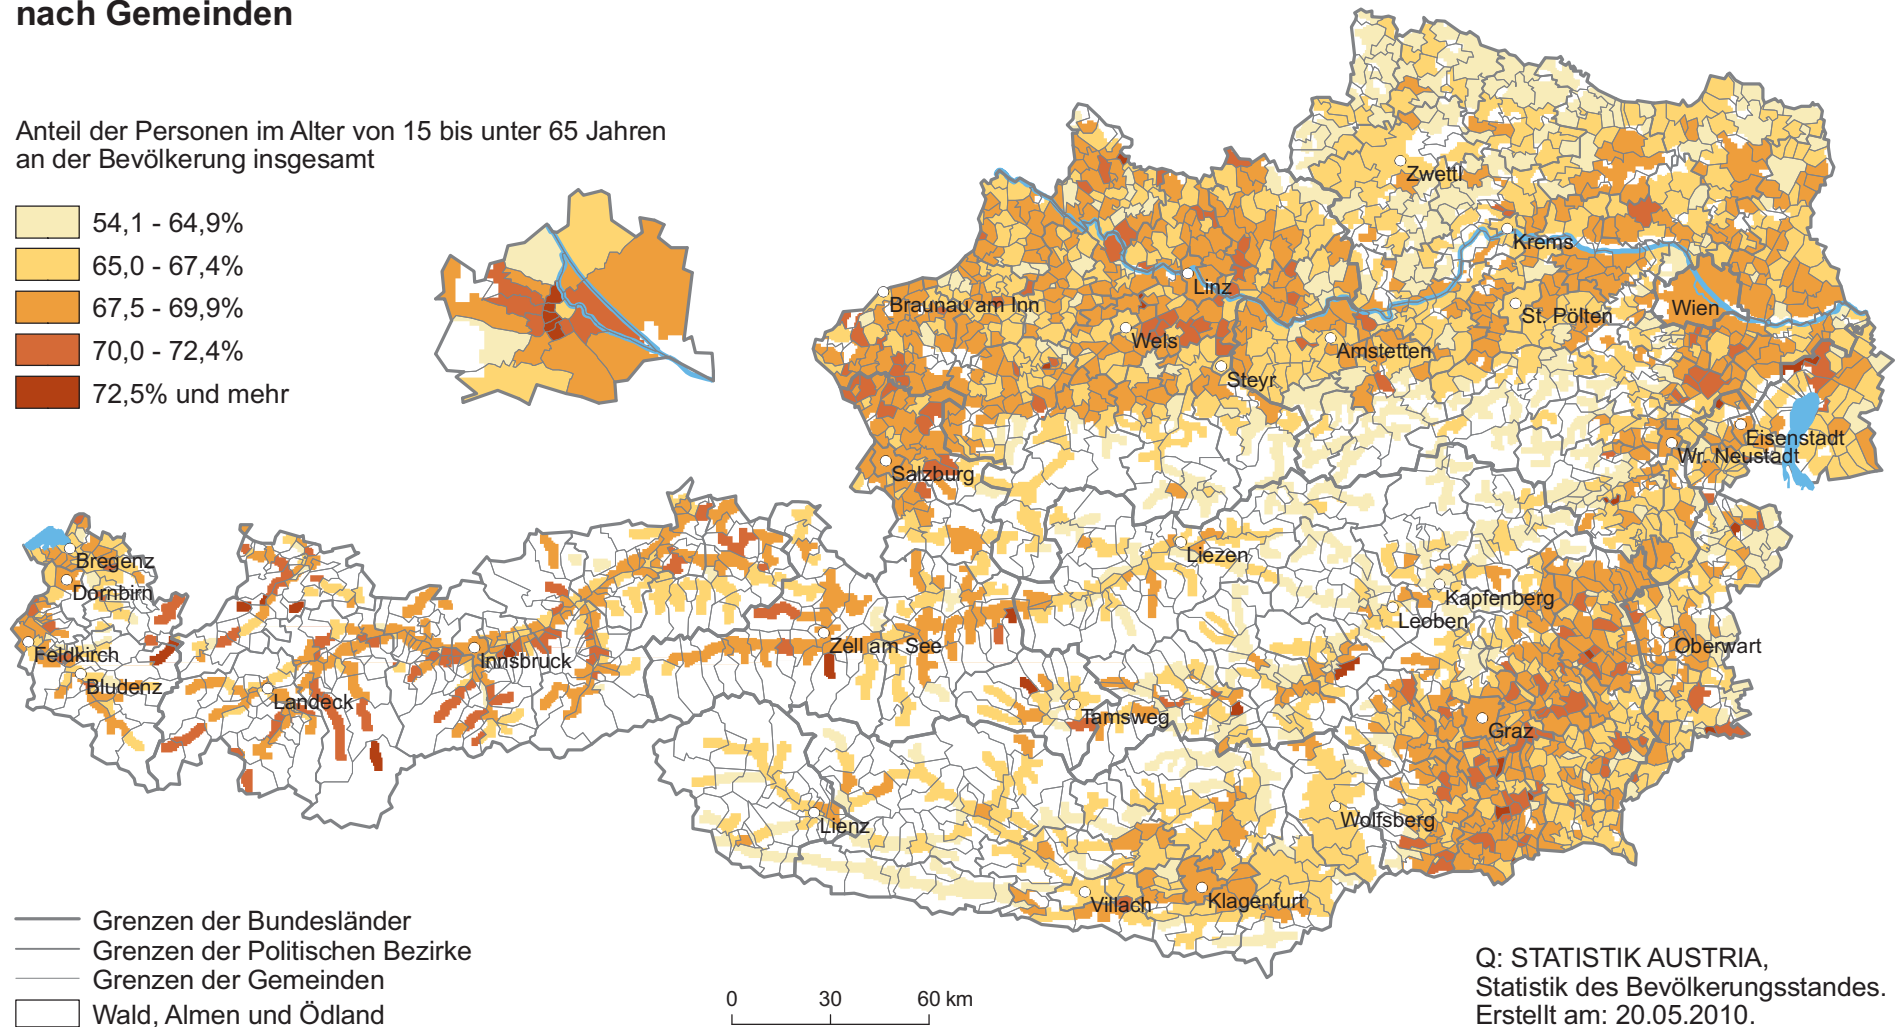 nach Gemeinden
Anteil der Personen im Alter von 15 bis unter 65 Jahren
an der Bevölkerung insgesamt
54,1 - 64,9%
65,0 - 67,4%
67,5 - 69,9%
70,0 - 72,4%
72,5% und mehr
Zwettl
Krems
Linz
Braunau am Inn
St. Pölten
Wien
Wels
Amstetten
Steyr
Eisenstadt
Wr. Neustadt
Salzburg
Liezen
Bregenz
Dornbirn
Kapfenberg
Leoben
Zell am See
Oberwart
Feldkirch
Innsbruck
Bludenz
Landeck
Tamsweg
Graz
Lienz
Wolfsberg
Villach
Klagenfurt
Grenzen der Bundesländer
Grenzen der Politischen Bezirke
Grenzen der Gemeinden
Wald, Almen und Ödland
0 30 60 km
Q: STATISTIK AUSTRIA,
Statistik des Bevölkerungsstandes.
Erstellt am: 20.05.2010.